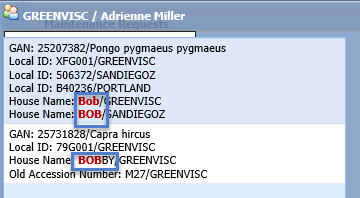 GREENVISC / Adrienne Miller
Maintenance Requests
GAN: 25207382/Pongo pygmaeus pygmaeus
Local ID: XFG001/GREENVISC
Local ID: 506372/SANDIEGOZ
Local ID: B40236/PORTLAND
House Name: Bob/GREENVISC
House Name: BOB/SANDIEGOZ
GAN: 25731828/Capra hircus
Local ID: 79G001/GREENVISC
House Name: BOBBY/GREENVISC
Old Accession Number: M27/GREENVISC